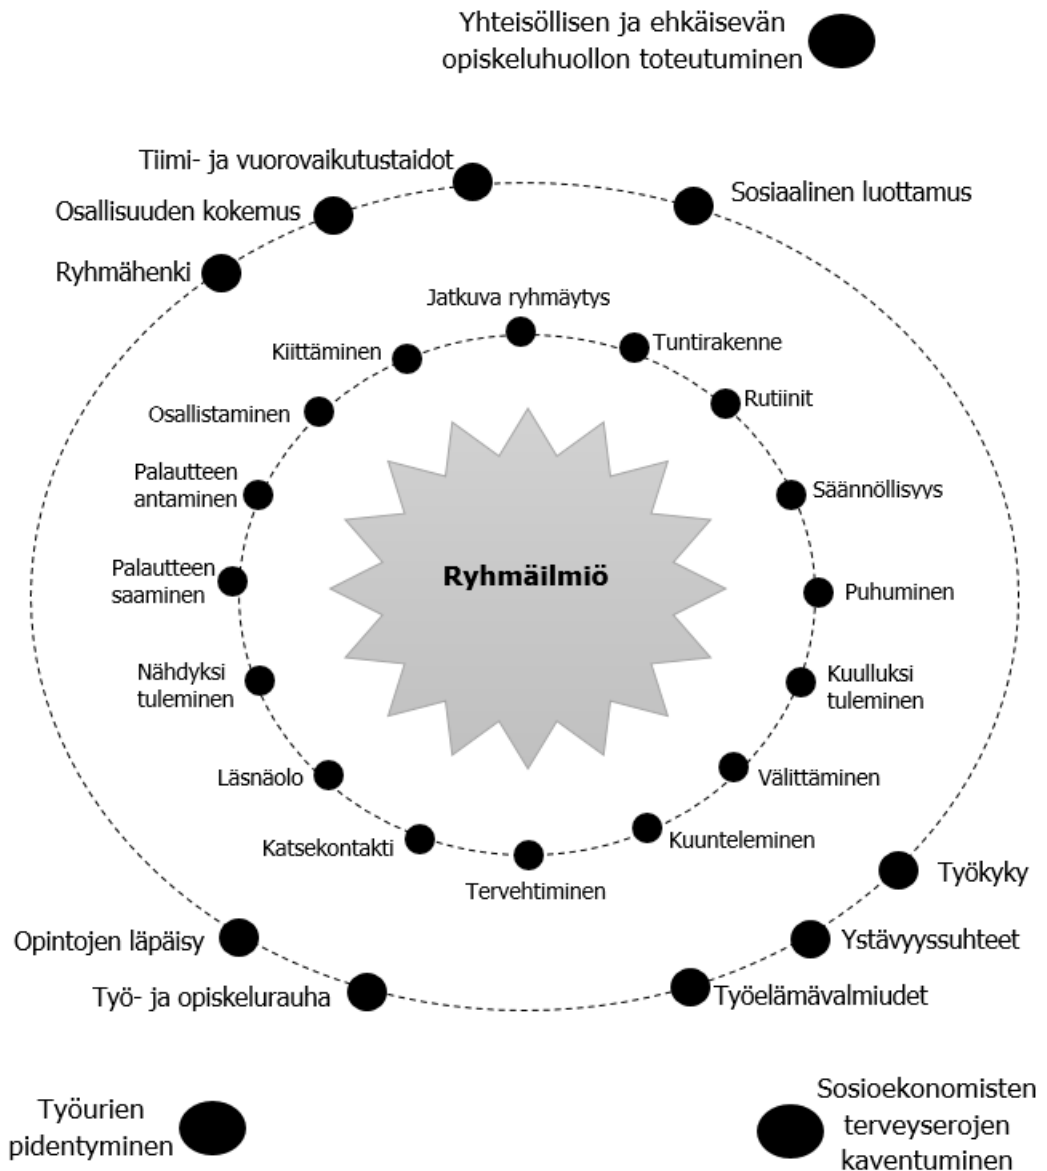 Yhteisöllisen ja ehkäisevän
opiskeluhuollon toteutuminen
Tiimi- ja vuorovaikutustaidot
Sosiaalinen luottamus
Osallisuuden kokemus
Ryhmähenki
Jatkuva ryhmäytys
Kiittäminen
Tuntirakenne
Osallistaminen
Rutiinit
Palautteen
antaminen
Säännöllisyys
Ryhmäilmiö
Palautteen
saaminen
Puhuminen
Nähdyksi
tuleminen
Kuulluksi
tuleminen
Läsnäolo
Välittäminen
Katsekontakti
Kuunteleminen
Tervehtiminen
Työkyky
Opintojen läpäisy
Ystävyyssuhteet
Työ- ja opiskelurauha
Työelämävalmiudet
Työurien
pidentyminen
Sosioekonomisten
terveyserojen
kaventuminen